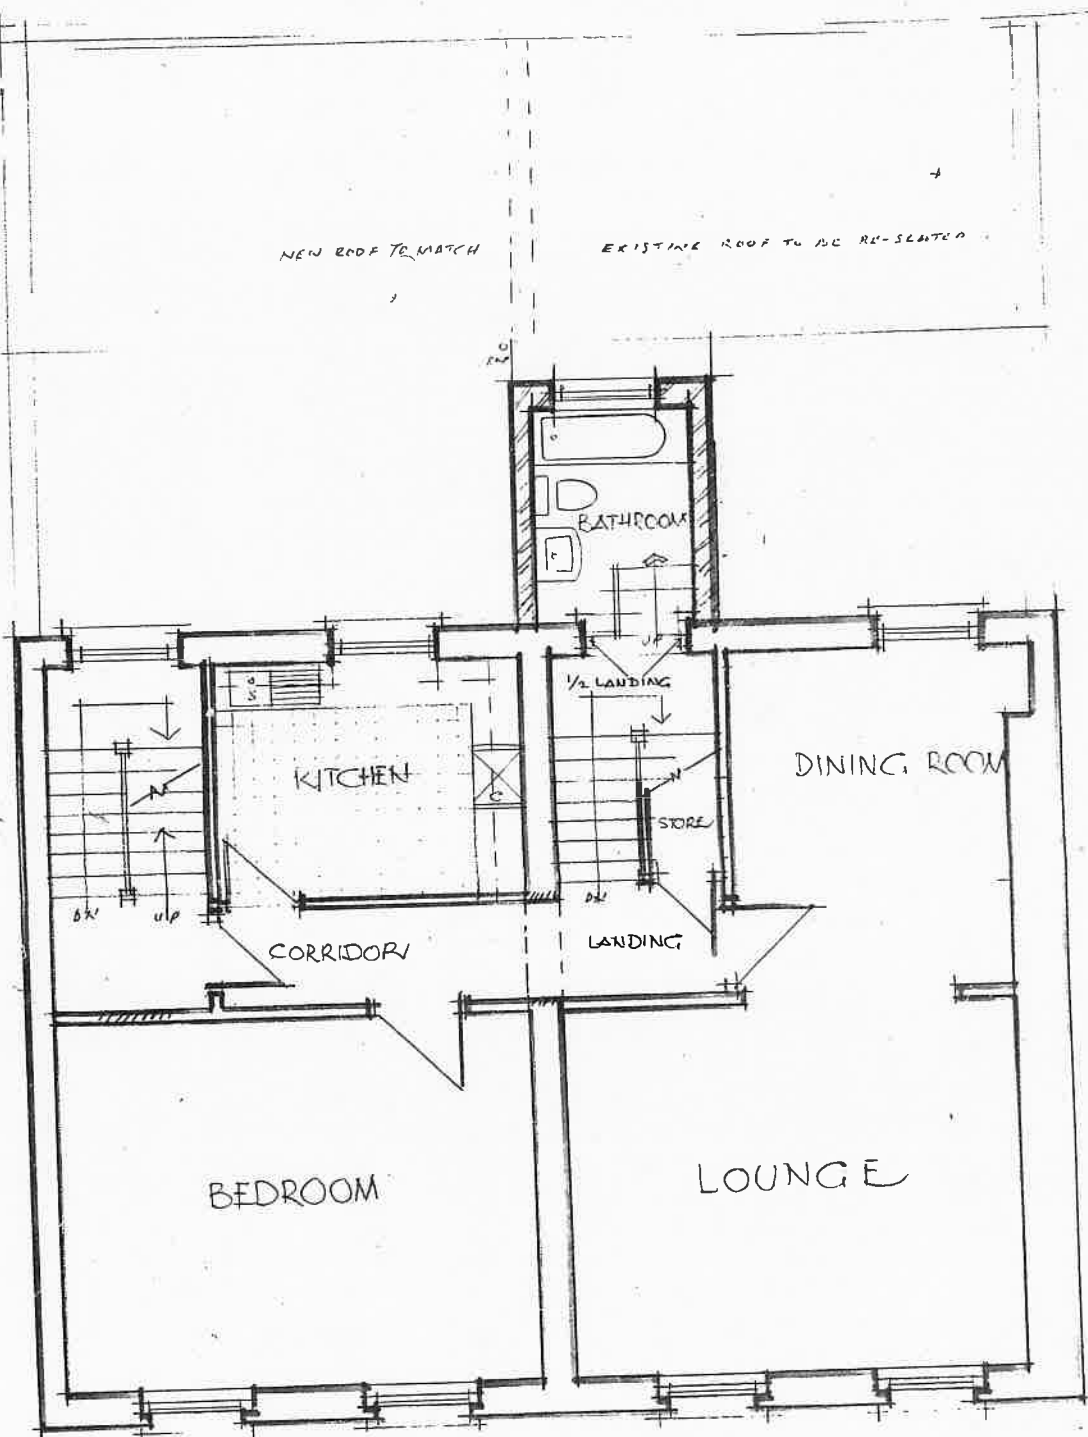 NEW ROOF TO MATCH
EXISTING ROOF TO BE RE-SLATED
BATHROOM
UP
1/2 LANDING
KITCHEN
C
DINING ROOM
STORE
DN
UP
DN
CORRIDOR
LANDING
BEDROOM
LOUNGE